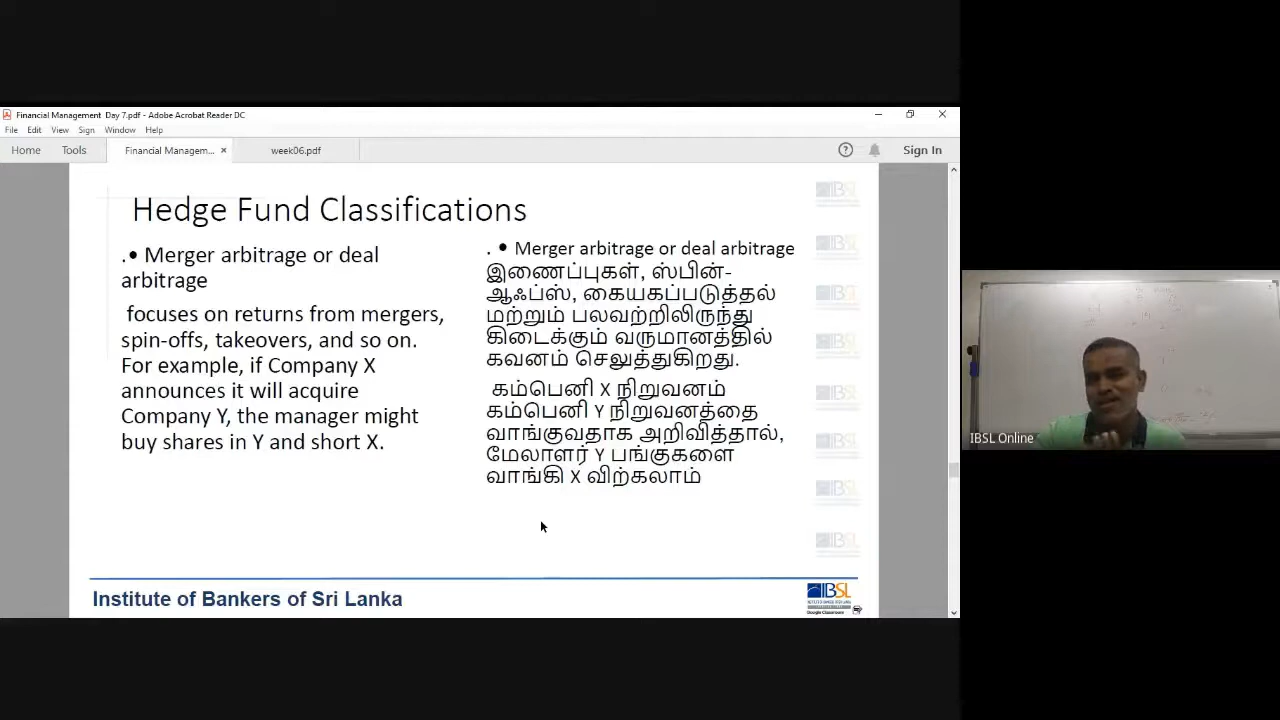 Financial Management Day 7.pdf - Adobe Acrobat Reader DC
File Edit View Sign Window Help
Home Tools Financial Managem... × week06.pdf Sign In
Hedge Fund Classifications
.• Merger arbitrage or deal
arbitrage
focuses on returns from mergers,
spin-offs, takeovers, and so on.
For example, if Company X
announces it will acquire
Company Y, the manager might
buy shares in Y and short X.
. • Merger arbitrage or deal arbitrage
இணைப்புகள், ஸ்பின்-
ஆஃப்ஸ், கையகப்படுத்தல்
மற்றும் பலவற்றிலிருந்து
கிடைக்கும் வருமானத்தில்
கவனம் செலுத்துகிறது.
கம்பெனி X நிறுவனம்
கம்பெனி Y நிறுவனத்தை
வாங்குவதாக அறிவித்தால்,
மேலாளர் Y பங்குகளை
வாங்கி X விற்கலாம்
Institute of Bankers of Sri Lanka
IBSL
Google Classroom
IBSL Online